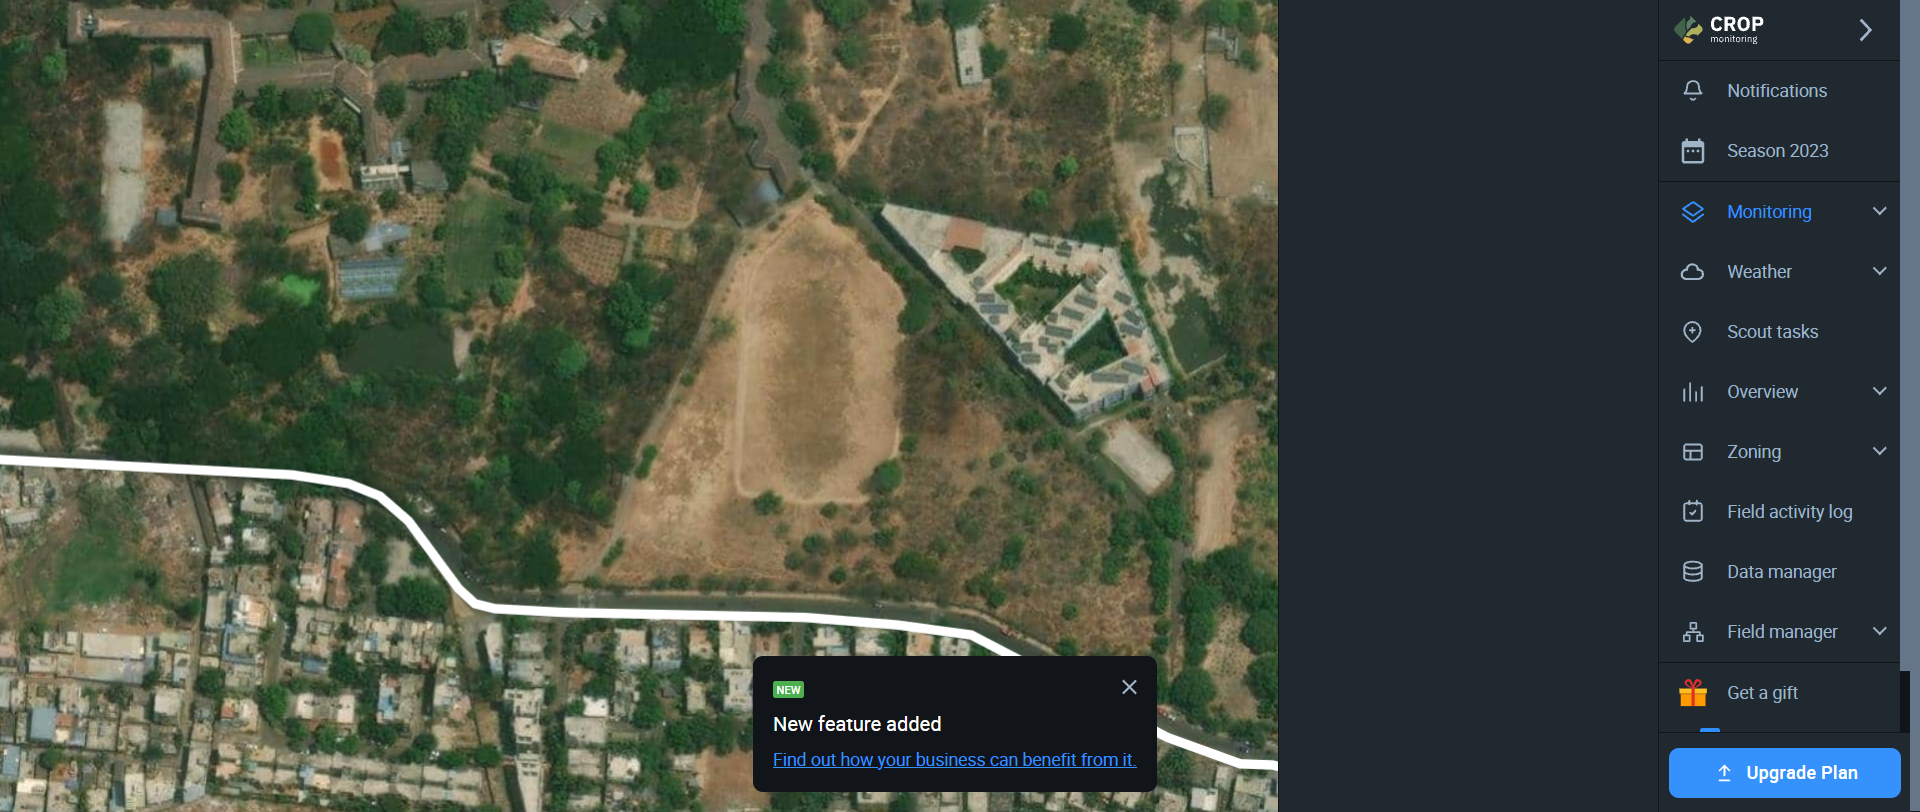 CROP
monitoring
Notifications
Season 2023
Monitoring
Weather
Scout tasks
Overview
Zoning
Field activity log
Data manager
Field manager
Get a gift
Upgrade Plan
NEW
New feature added
Find out how your business can benefit from it.